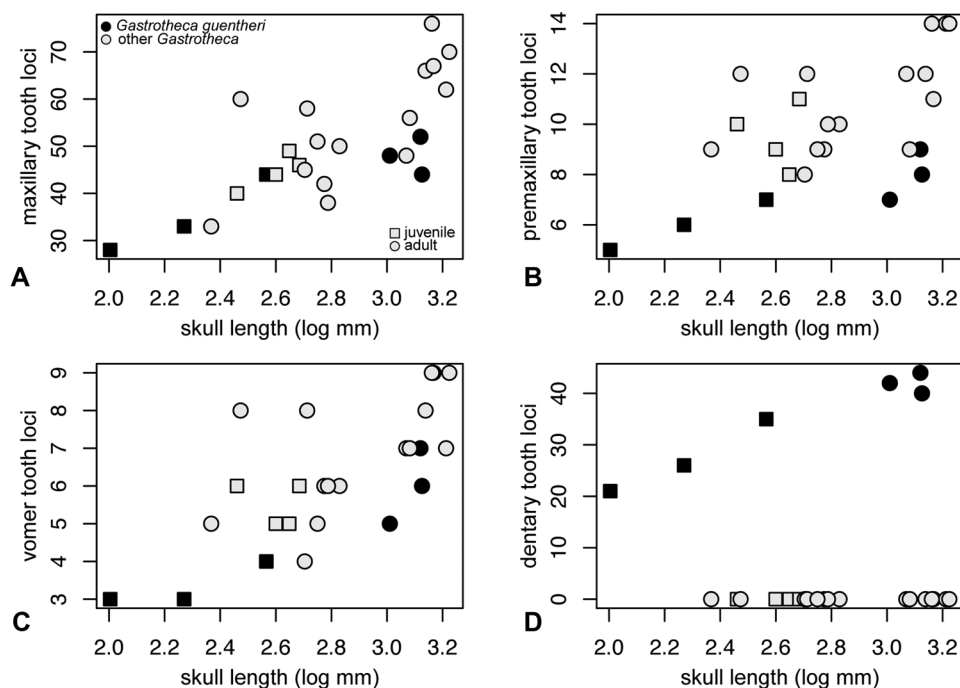 Gastrotheca guentheri
other Gastrotheca
maxillary tooth loci
30 40 50 60 70
juvenile
adult
2.0 2.2 2.4 2.6 2.8 3.0 3.2
skull length (log mm)
A
premaxillary tooth loci
6 8 10 12 14
2.0 2.2 2.4 2.6 2.8 3.0 3.2
skull length (log mm)
B
vomer tooth loci
3 4 5 6 7 8 9
2.0 2.2 2.4 2.6 2.8 3.0 3.2
skull length (log mm)
C
dentary tooth loci
0 10 20 30 40
2.0 2.2 2.4 2.6 2.8 3.0 3.2
skull length (log mm)
D